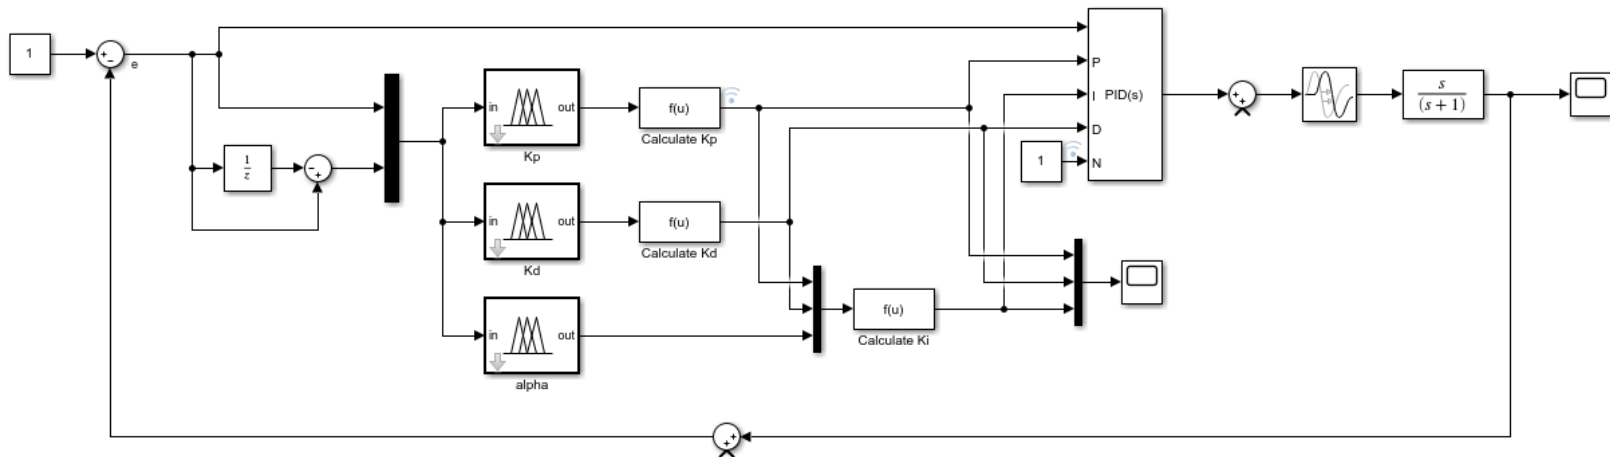 1
e
1
z
in
out
Kp
f(u)
Calculate Kp
in
out
Kd
f(u)
Calculate Kd
in
out
alpha
f(u)
Calculate Ki
P
I
D
N
PID(s)
1
s
(s + 1)